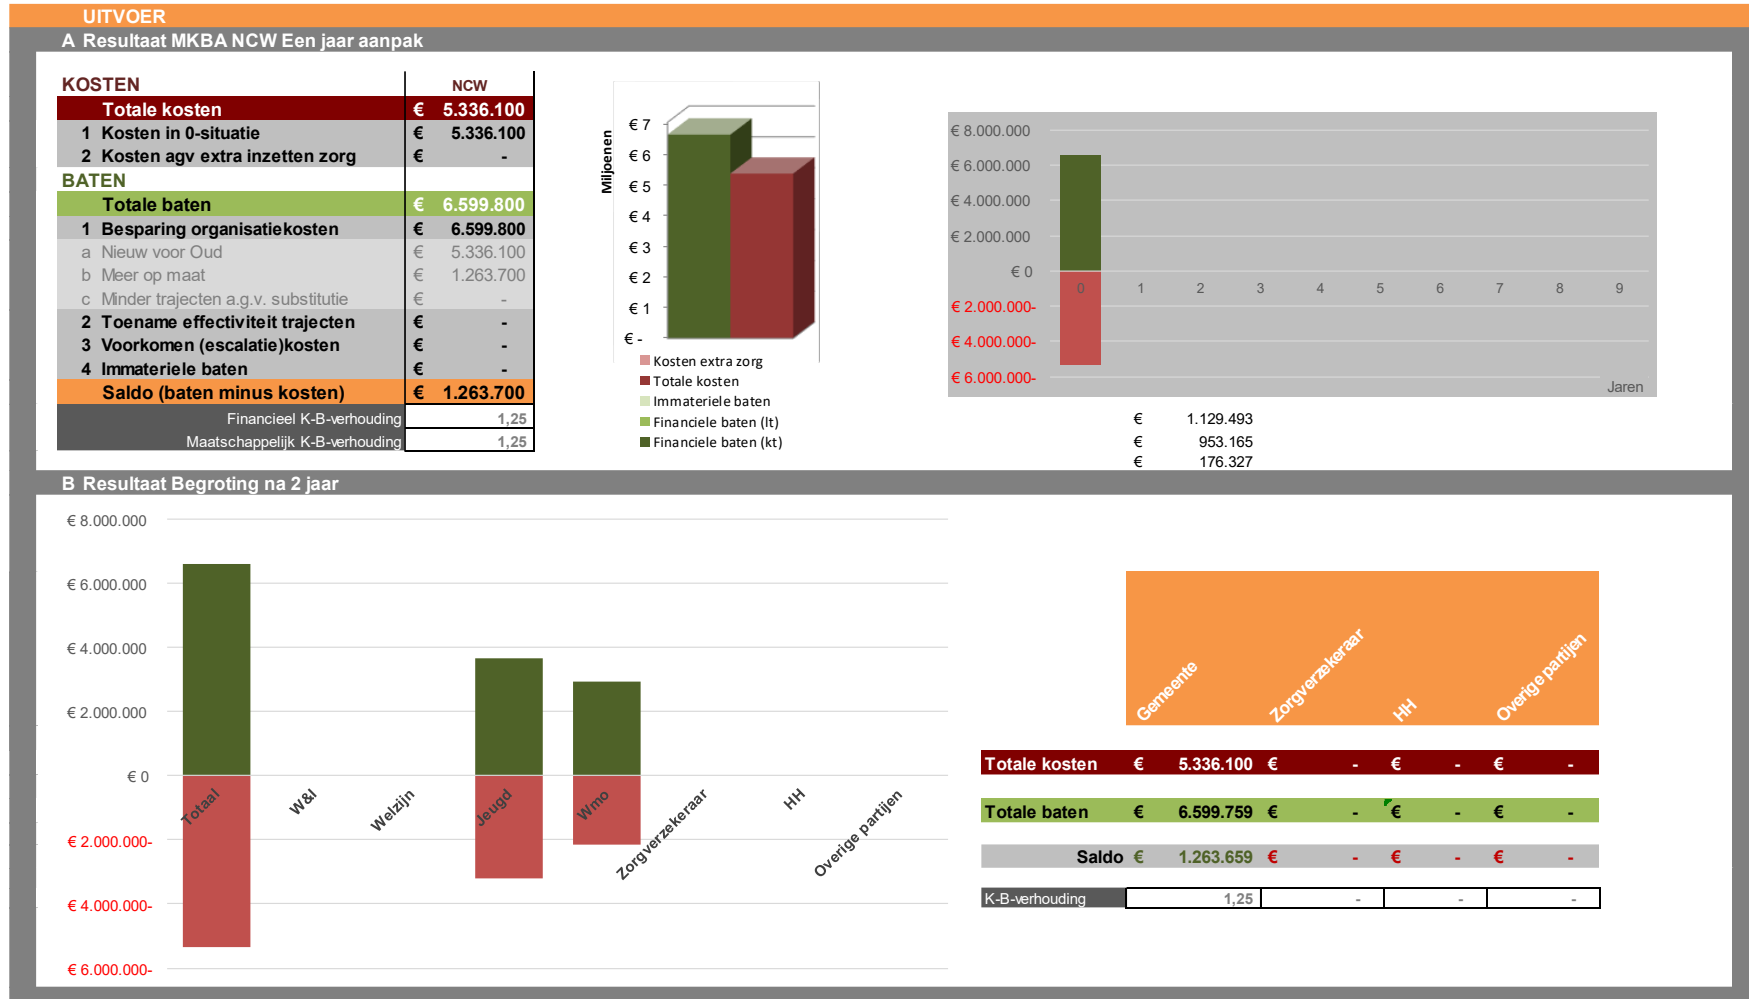 UITVOER
A Resultaat MKBA NCW Een jaar aanpak
KOSTEN NCW
Totale kosten € 5.336.100
1 Kosten in 0-situatie € 5.336.100
2 Kosten agv extra inzetten zorg € -
BATEN
Totale baten € 6.599.800
1 Besparing organisatiekosten € 6.599.800
a Nieuw voor Oud € 5.336.100
b Meer op maat € 1.263.700
c Minder trajecten a.g.v. substitutie € -
2 Toename effectiviteit trajecten € -
3 Voorkomen (escalatie)kosten € -
4 Immateriele baten € -
Saldo (baten minus kosten) € 1.263.700
Financieel K-B-verhouding 1,25
Maatschappelijk K-B-verhouding 1,25
Miljoenen
€ 7
€ 6
€ 5
€ 4
€ 3
€ 2
€ 1
€ -
Kosten extra zorg
Totale kosten
Immateriele baten
Financiele baten (lt)
Financiele baten (kt)
€ 8.000.000
€ 6.000.000
€ 4.000.000
€ 2.000.000
€ 0
0 1 2 3 4 5 6 7 8 9
€ 2.000.000-
€ 4.000.000-
€ 6.000.000-
Jaren
€ 1.129.493
€ 953.165
€ 176.327
B Resultaat Begroting na 2 jaar
€ 8.000.000
€ 6.000.000
€ 4.000.000
€ 2.000.000
€ 0
€ 2.000.000-
€ 4.000.000-
€ 6.000.000-
Totaal
W&I
Welzijn
Jeugd
Wmo
Zorgverzekeraar
HH
Overige partijen
Gemeente
Zorgverzekeraar
HH
Overige partijen
Totale kosten € 5.336.100 € - € - € -
Totale baten € 6.599.759 € - € - € -
Saldo € 1.263.659 € - € - € -
K-B-verhouding 1,25 - - -